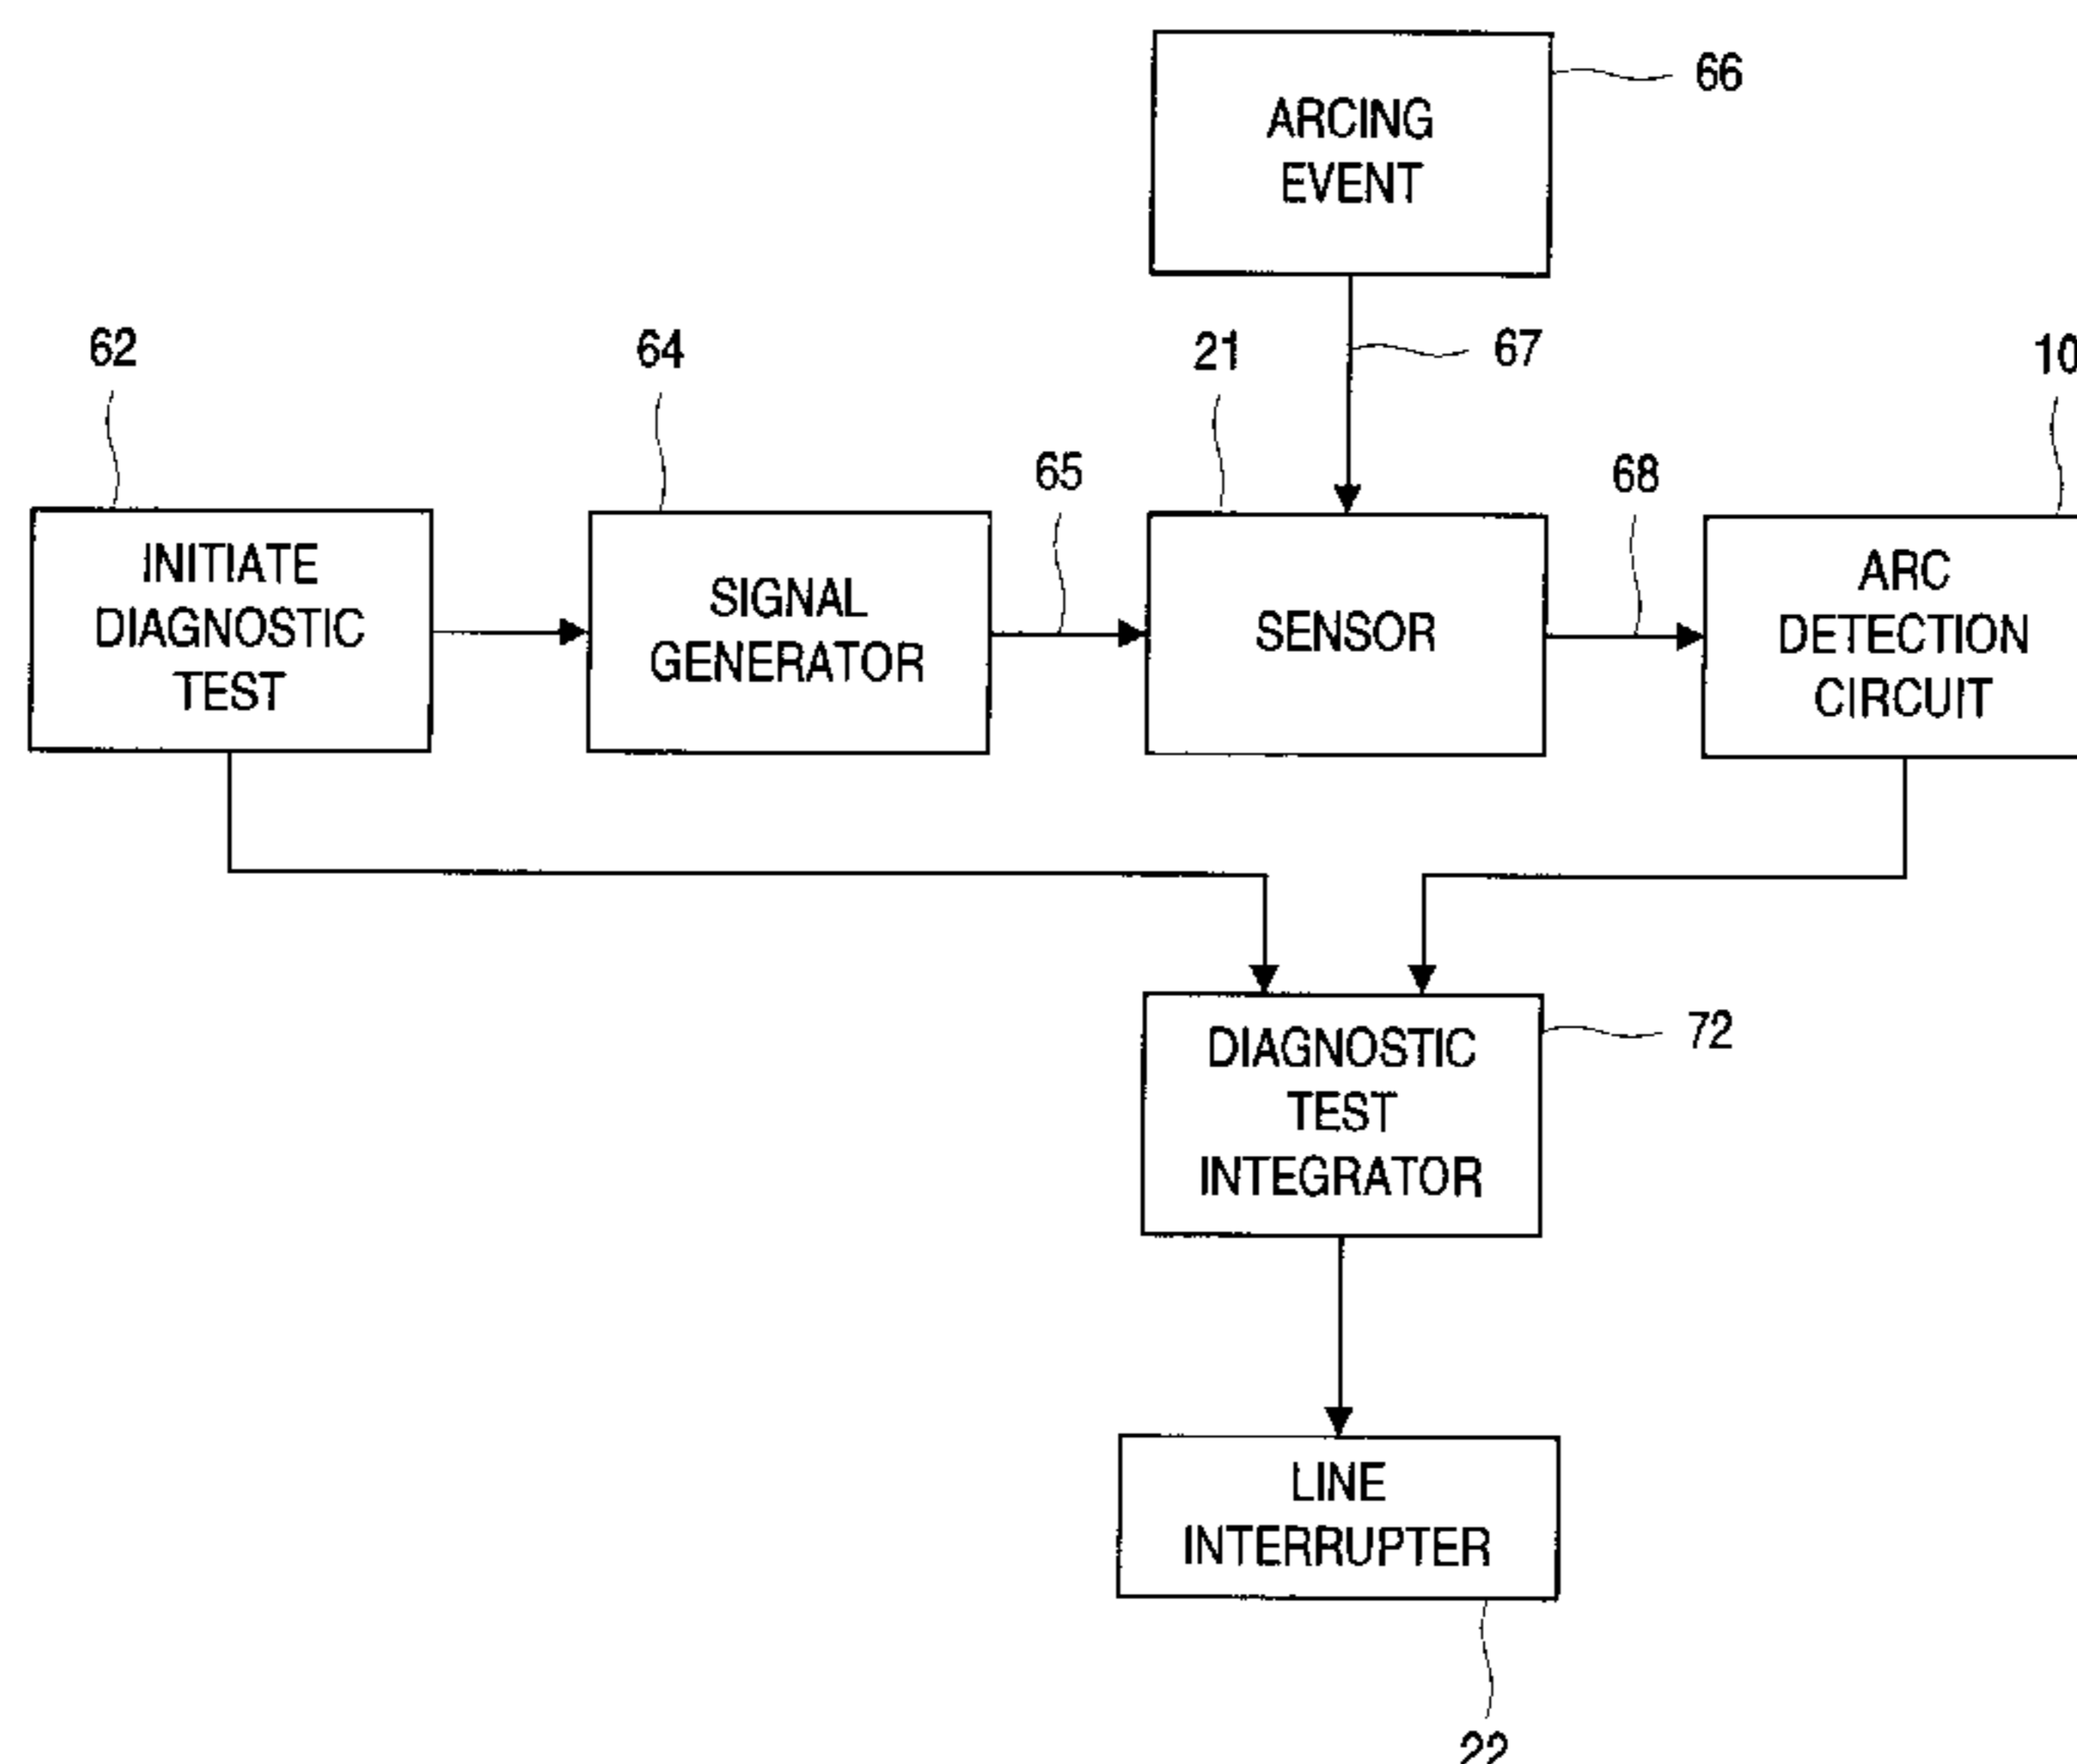 ARCING
EVENT
66
62
64
21
67
10
65
68
INITIATE
DIAGNOSTIC
TEST
SIGNAL
GENERATOR
SENSOR
ARC
DETECTION
CIRCUIT
DIAGNOSTIC
TEST
INTEGRATOR
72
LINE
INTERRUPTER
22